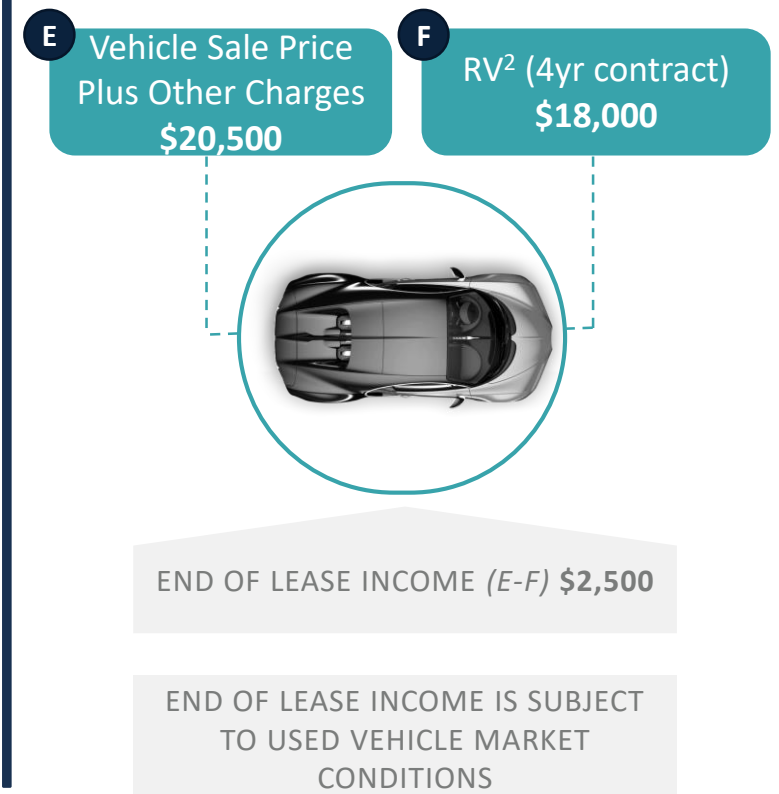 E
Vehicle Sale Price
Plus Other Charges
$20,500
F
RV² (4yr contract)
$18,000
END OF LEASE INCOME (E-F) $2,500
END OF LEASE INCOME IS SUBJECT
TO USED VEHICLE MARKET
CONDITIONS